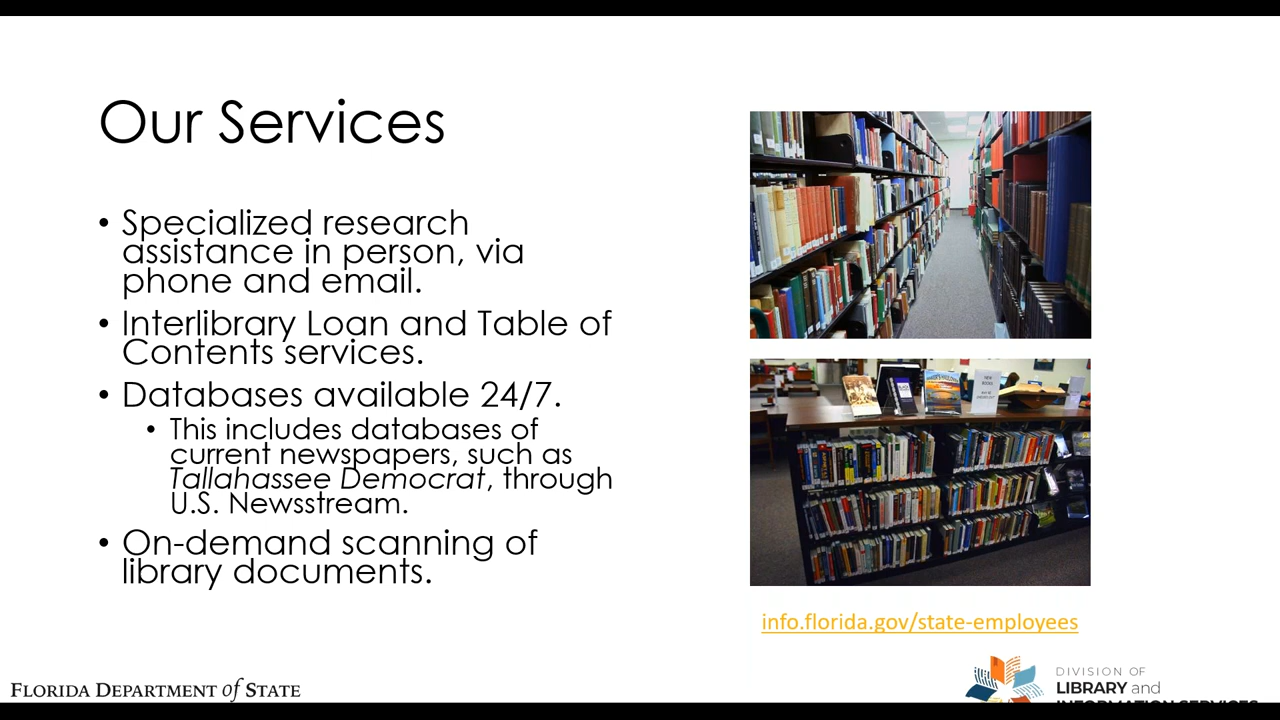 Our Services
• Specialized research
assistance in person, via
phone and email.
• Interlibrary Loan and Table of
Contents services.
• Databases available 24/7.
• This includes databases of
current newspapers, such as
Tallahassee Democrat, through
U.S. Newsstream.
• On-demand scanning of
library documents.
NEW
BOOKS
info.florida.gov/state-employees
FLORIDA DEPARTMENT of STATE
DIVISION OF
LIBRARY and
INFORMATION SERVICES